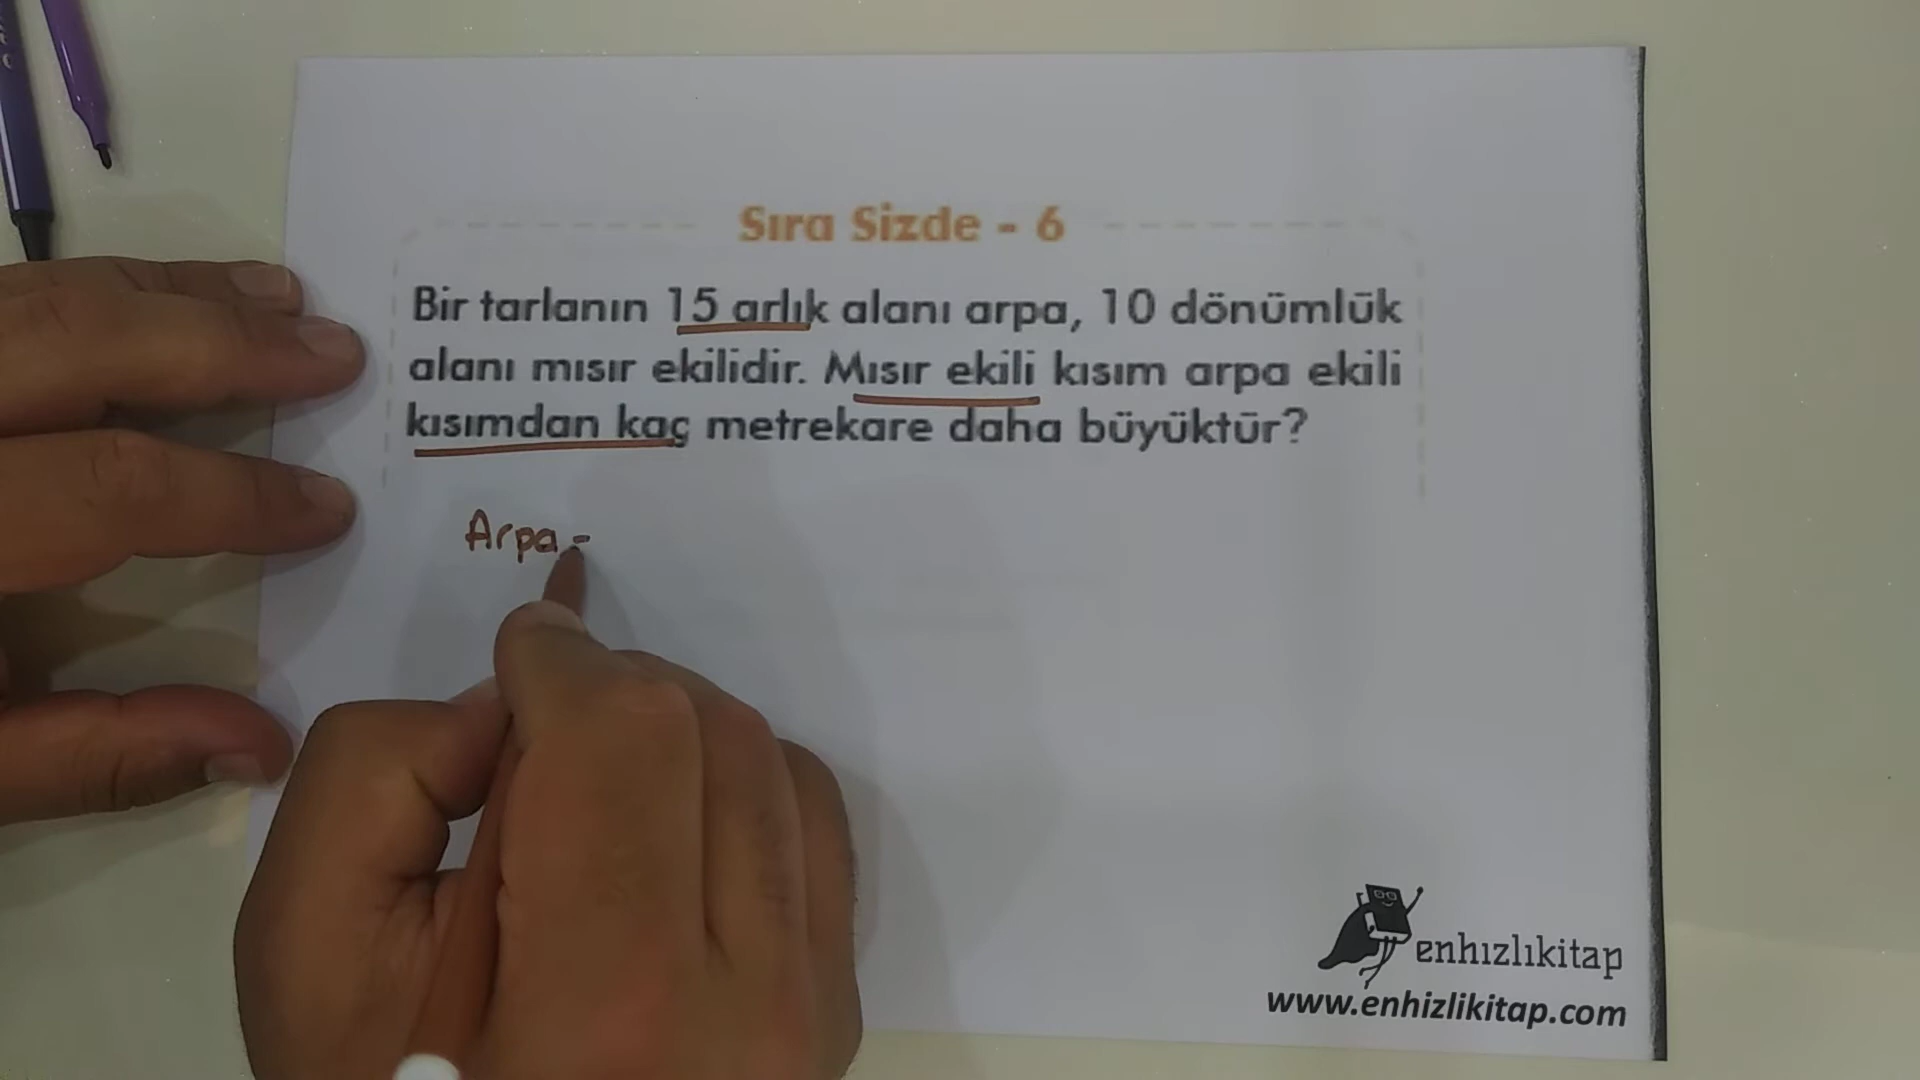 Sıra Sizde - 6
Bir tarlanın 15 arlık alanı arpa, 10 dönümlük
alanı mısır ekilidir. Mısır ekili kısım arpa ekili
kısımdan kaç metrekare daha büyüktür?
Arpa =
enhızlıkitap
www.enhizlikitap.com